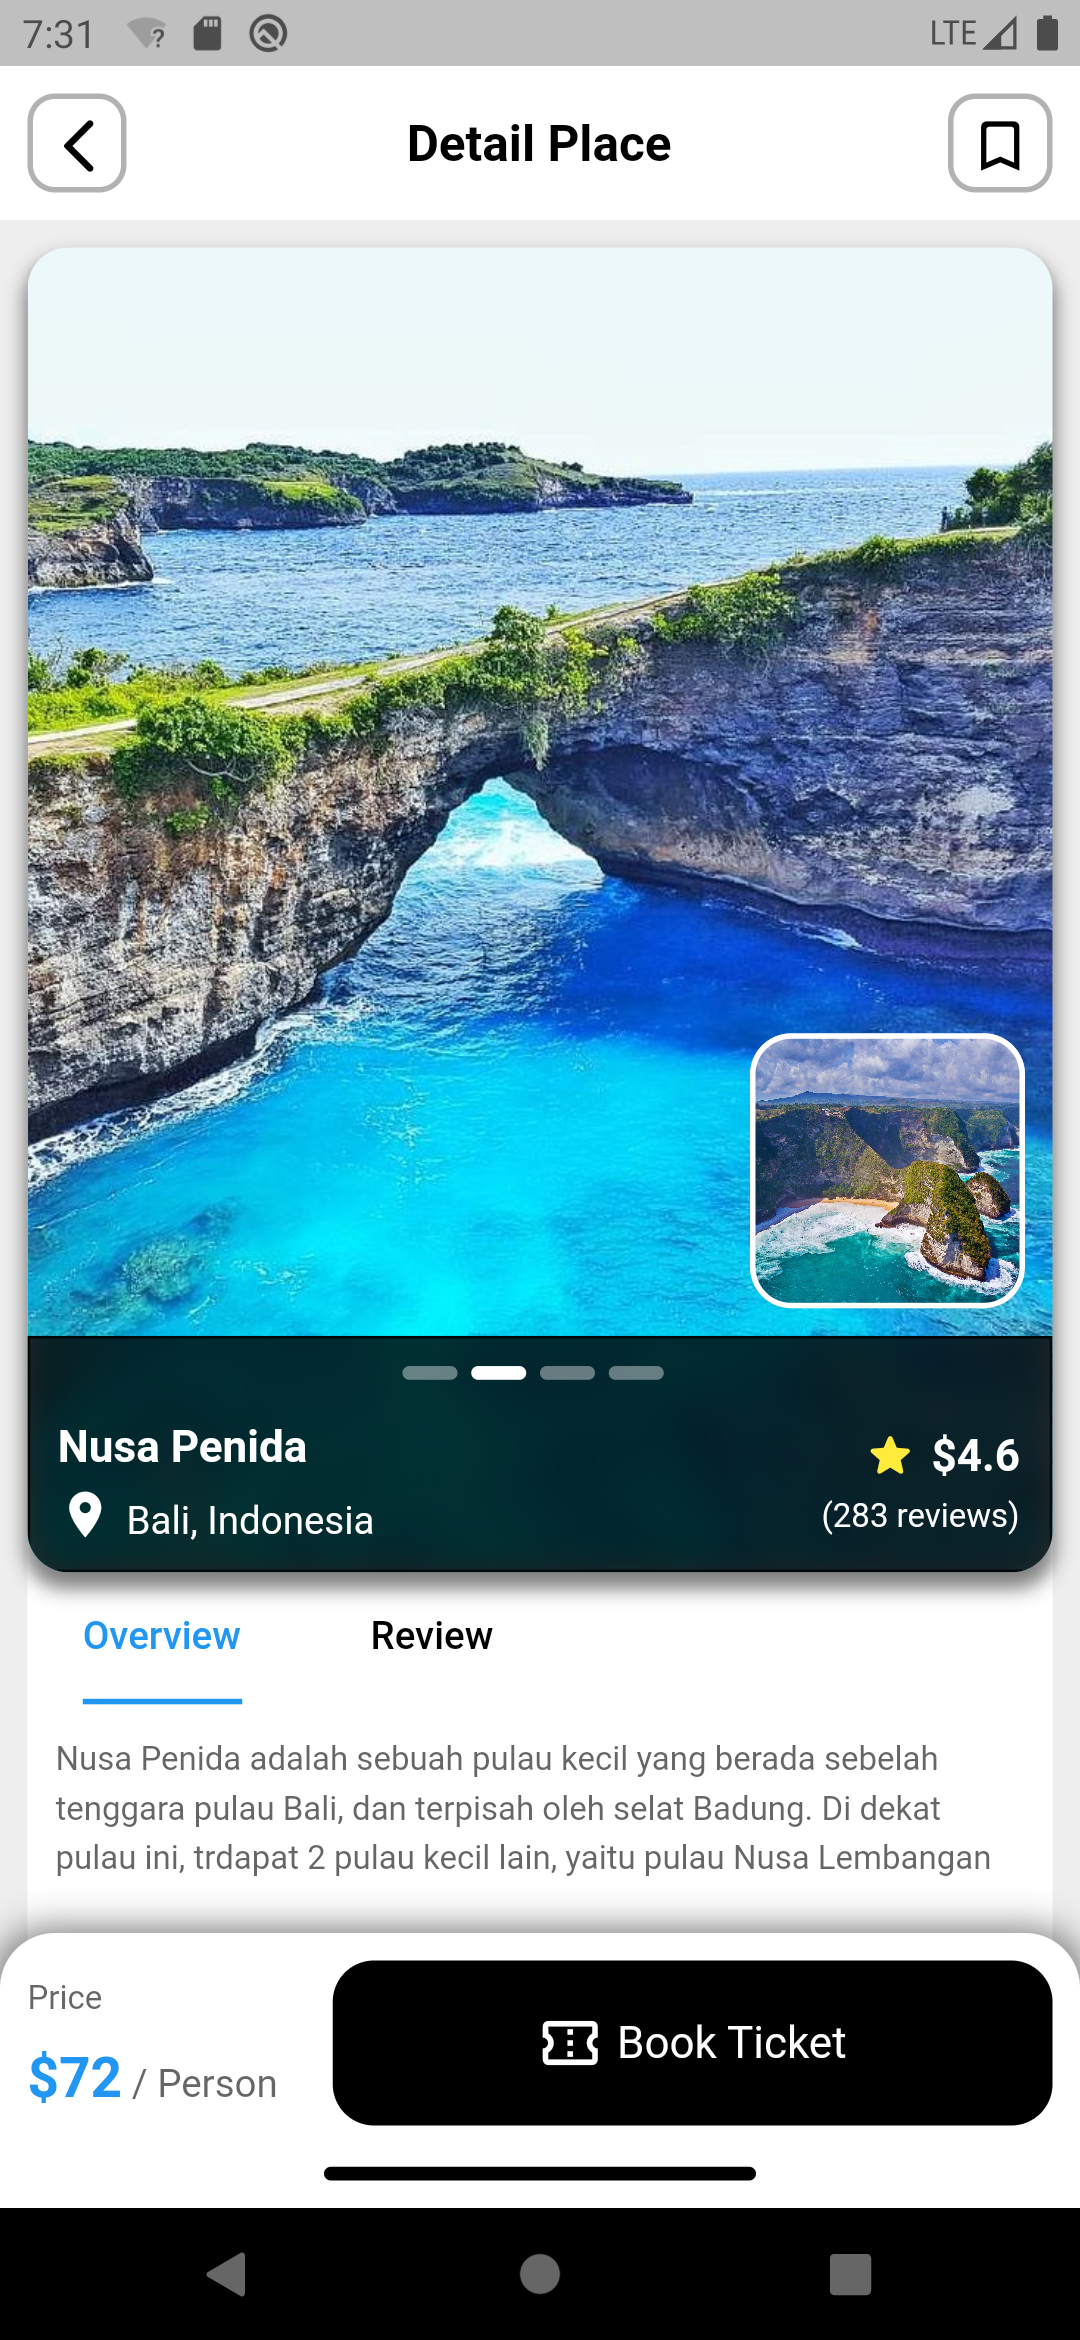 7:31
LTE
Detail Place
Nusa Penida
$4.6
Bali, Indonesia
(283 reviews)
Overview
Review
Nusa Penida adalah sebuah pulau kecil yang berada sebelah
tenggara pulau Bali, dan terpisah oleh selat Badung. Di dekat
pulau ini, trdapat 2 pulau kecil lain, yaitu pulau Nusa Lembangan
Price
$72 / Person
Book Ticket